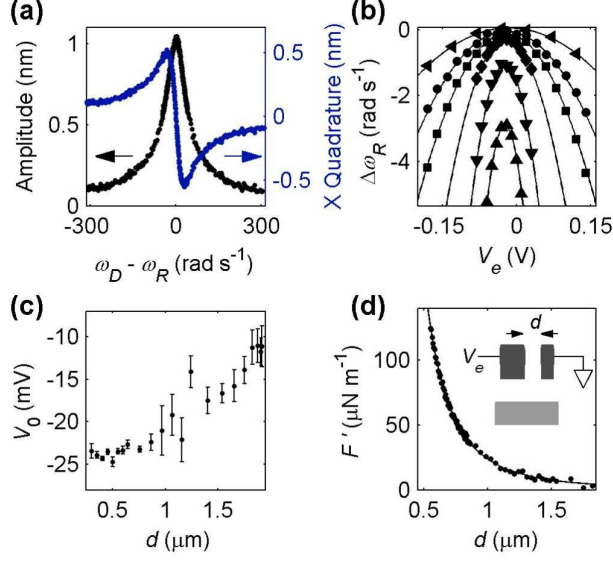 (a)
Amplitude (nm)
1
0.5
0
X Quadrature (nm)
0.5
0
-0.5
-300
0
300
ω_D - ω_R (rad s⁻¹)
(b)
Δω_R (rad s⁻¹)
0
-2
-4
-0.15
0
0.15
V_e (V)
(c)
V_0 (mV)
-10
-15
-20
-25
0.5
1
1.5
d (μm)
(d)
F ' (μN m⁻¹)
100
50
0
0.5
1
1.5
d (μm)
d
V_e